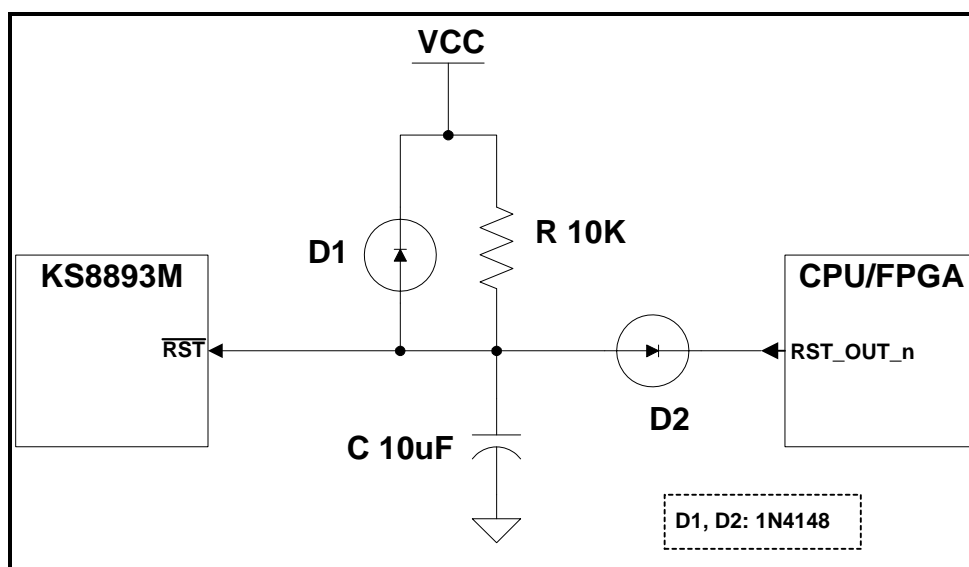 VCC
D1
R 10K
KS8893M
CPU/FPGA
RST
RST_OUT_n
D2
C 10uF
D1, D2: 1N4148